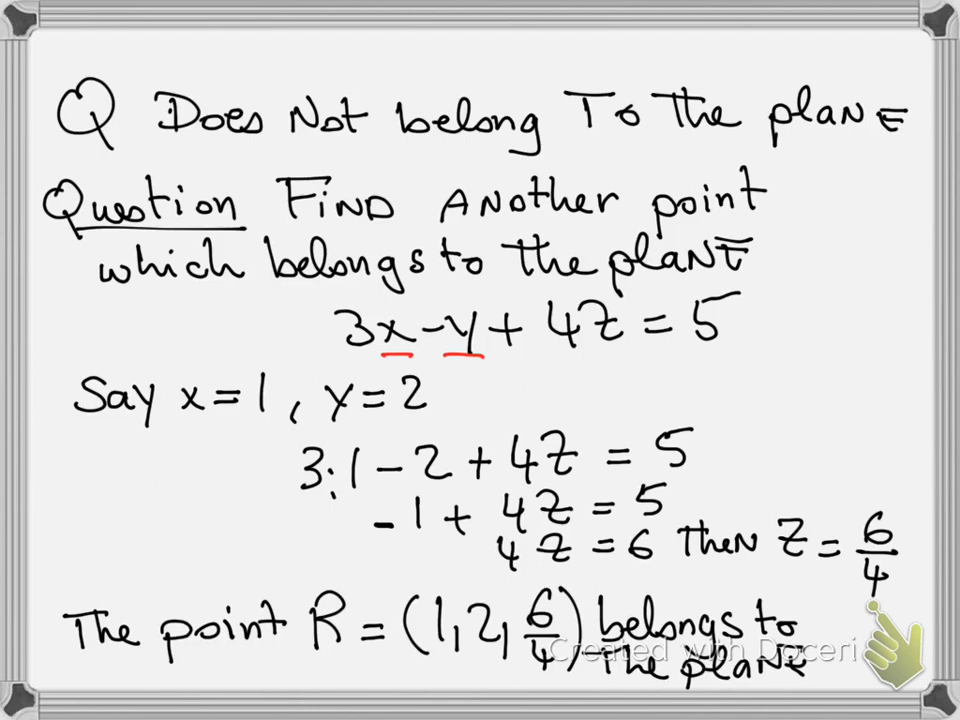 Q Does Not belong To the planE
Question FIND ANother point
which belongs to the plaNE
3x - y + 4Z = 5
Say x = 1, y = 2
3·1 - 2 + 4Z = 5
- 1 + 4Z = 5
4Z = 6 Then Z = 6/4
The point R = (1, 2, 6/4) belongs to
the planE
Created with Doceri